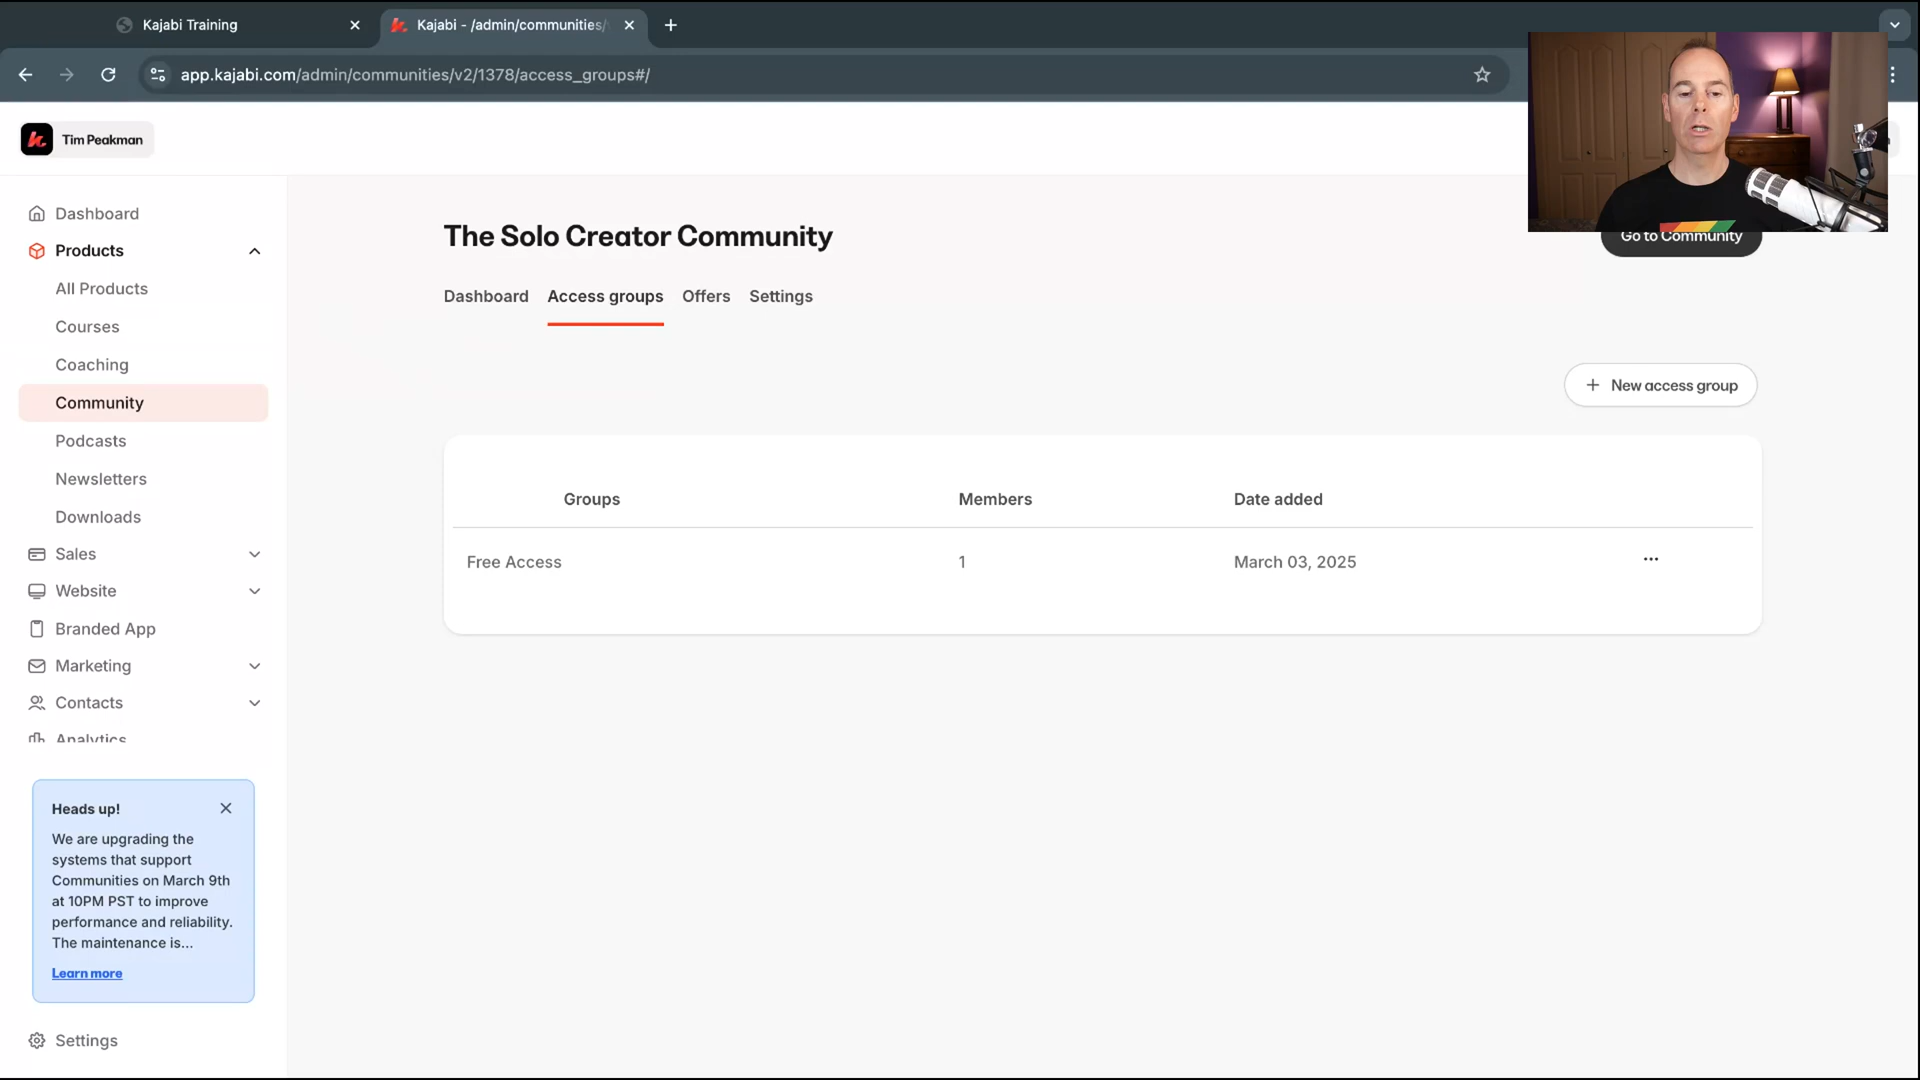 Kajabi Training
Kajabi - /admin/communities/
app.kajabi.com/admin/communities/v2/1378/access_groups#/
Tim Peakman
Dashboard
Products
All Products
Courses
Coaching
Community
Podcasts
Newsletters
Downloads
Sales
Website
Branded App
Marketing
Contacts
Analytics
Heads up!
We are upgrading the
systems that support
Communities on March 9th
at 10PM PST to improve
performance and reliability.
The maintenance is...
Learn more
Settings
The Solo Creator Community
Go to Community
Dashboard Access groups Offers Settings
+ New access group
Groups Members Date added
Free Access 1 March 03, 2025 ...